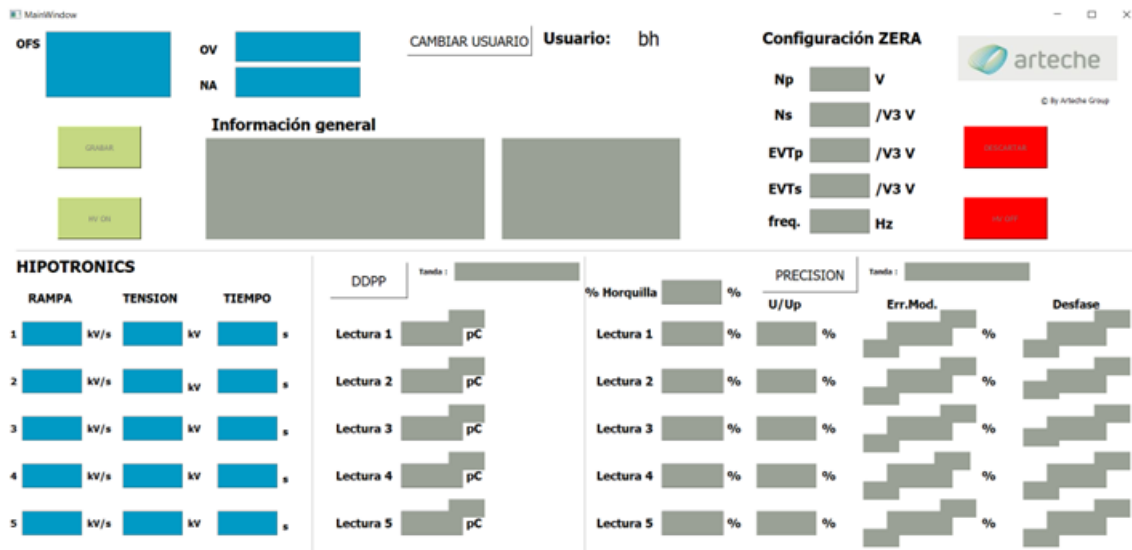 MainWindow
OFS
OV
NA
CAMBIAR USUARIO
Usuario: bh
Configuración ZERA
arteche
© By Arteche Group
Np V
Ns /V3 V
EVTp /V3 V
EVTs /V3 V
freq. Hz
GRABAR
HV ON
Información general
DESCARTAR
HV OFF
HIPOTRONICS
RAMPA TENSION TIEMPO
1 kV/s kV s
2 kV/s kV s
3 kV/s kV s
4 kV/s kV s
5 kV/s kV s
DDPP
Tanda :
Lectura 1 pC
Lectura 2 pC
Lectura 3 pC
Lectura 4 pC
Lectura 5 pC
PRECISION
Tanda :
% Horquilla %
U/Up Err.Mod. Desfase
Lectura 1 % % %
Lectura 2 % % %
Lectura 3 % % %
Lectura 4 % % %
Lectura 5 % % %